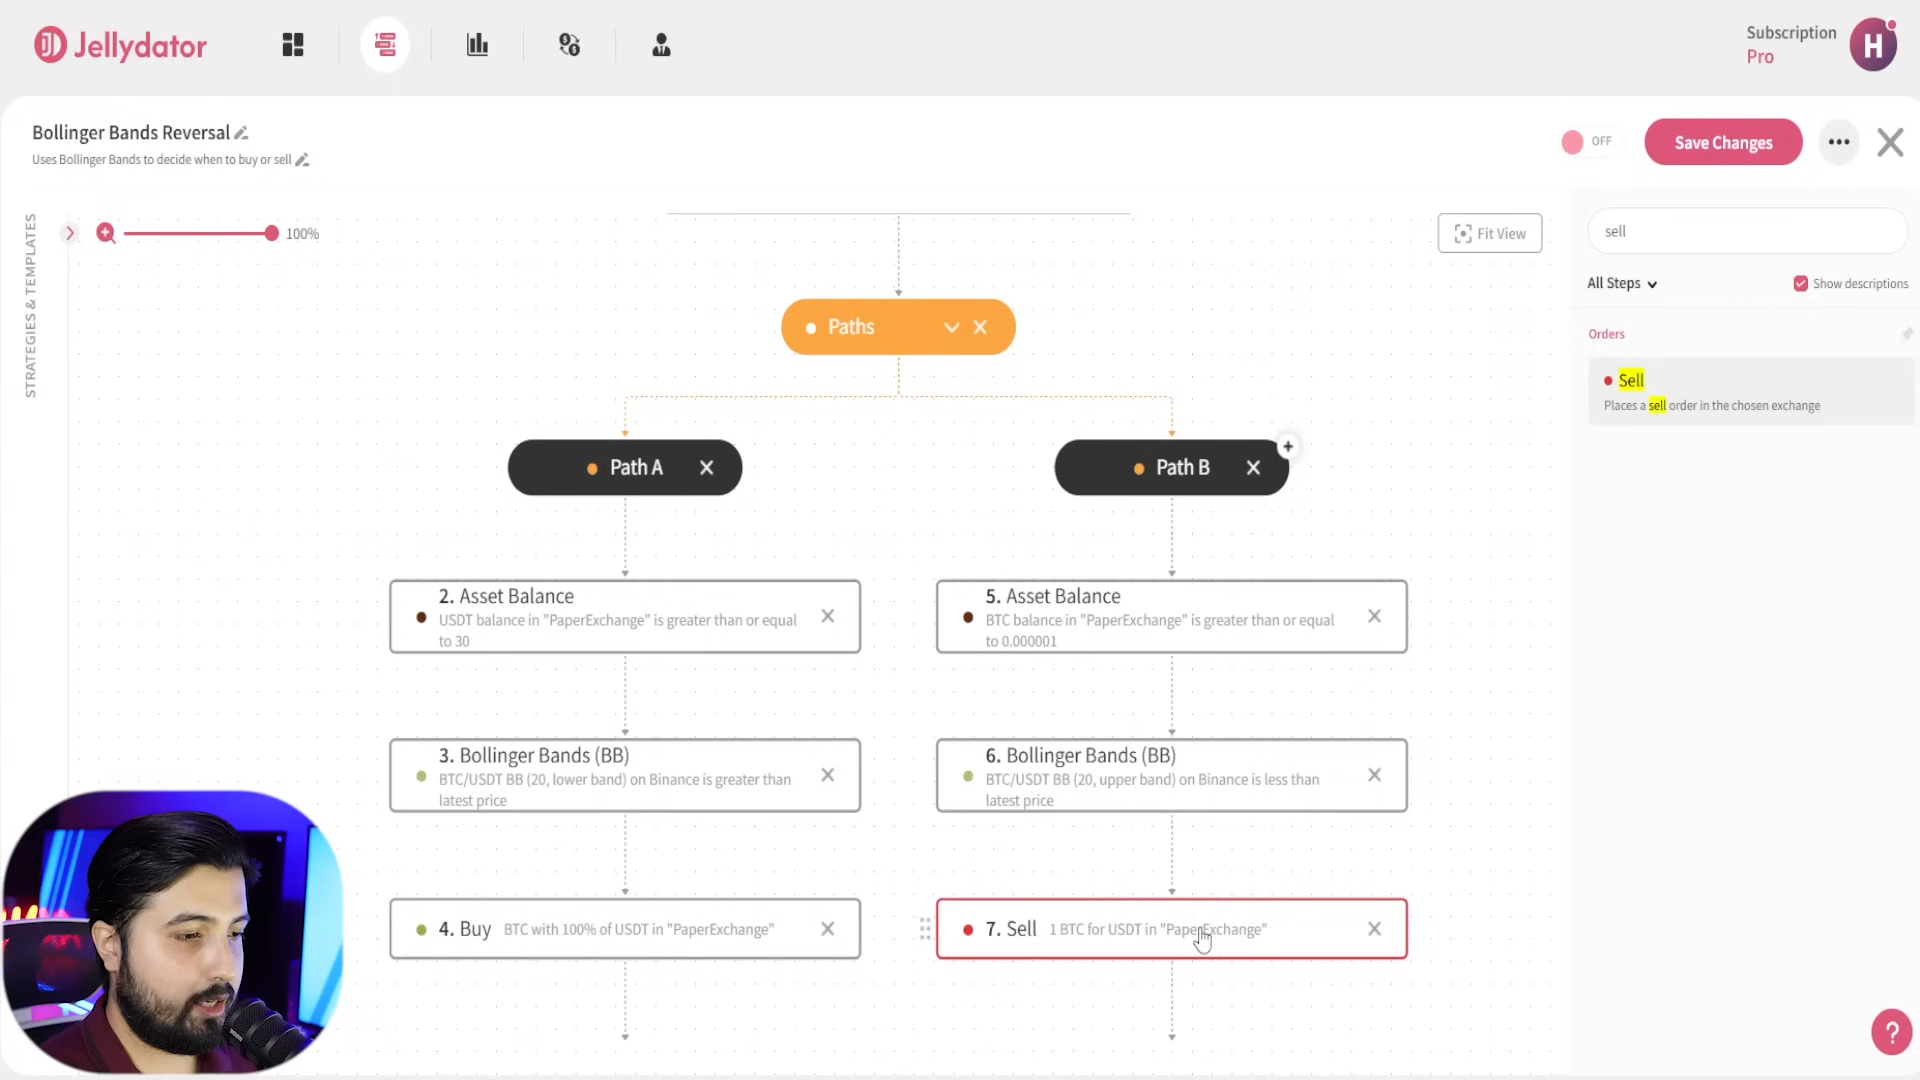 Jellydator
Subscription
Pro
H
Bollinger Bands Reversal
Uses Bollinger Bands to decide when to buy or sell
OFF
Save Changes
STRATEGIES & TEMPLATES
100%
Fit View
sell
All Steps
Show descriptions
Orders
Sell
Places a sell order in the chosen exchange
Paths
Path A
Path B
2. Asset Balance
USDT balance in "PaperExchange" is greater than or equal
to 30
5. Asset Balance
BTC balance in "PaperExchange" is greater than or equal
to 0.000001
3. Bollinger Bands (BB)
BTC/USDT BB (20, lower band) on Binance is greater than
latest price
6. Bollinger Bands (BB)
BTC/USDT BB (20, upper band) on Binance is less than
latest price
4. Buy BTC with 100% of USDT in "PaperExchange"
7. Sell 1 BTC for USDT in "PaperExchange"
?